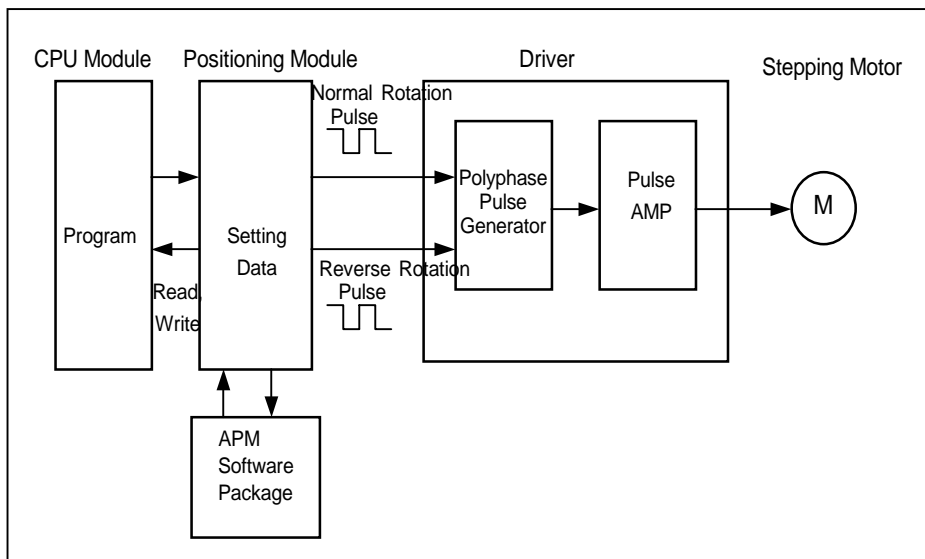 CPU Module
Positioning Module
Driver
Stepping Motor
Normal Rotation
Pulse
Polyphase
Pulse
Generator
Pulse
AMP
M
Program
Setting
Data
Read,
Write
Reverse Rotation
Pulse
APM
Software
Package